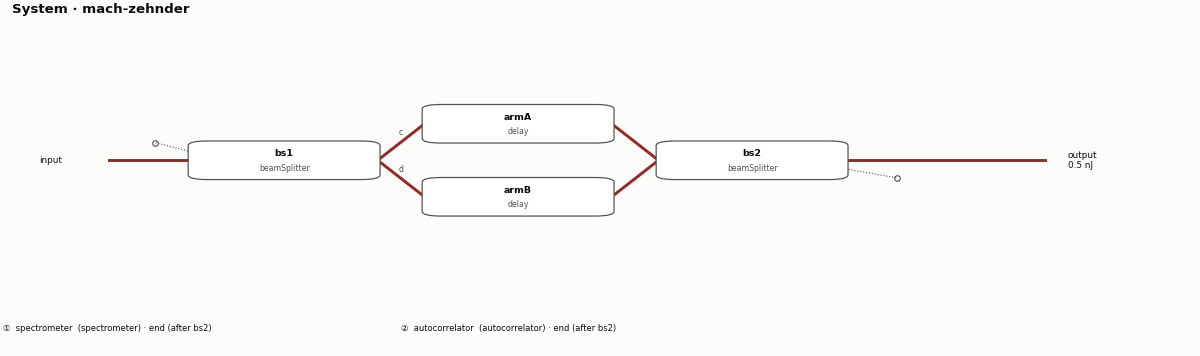 System · mach-zehnder
input
bs1
beamSplitter
c
d
armA
delay
armB
delay
bs2
beamSplitter
output
0.5 nJ
① spectrometer (spectrometer) · end (after bs2)
② autocorrelator (autocorrelator) · end (after bs2)